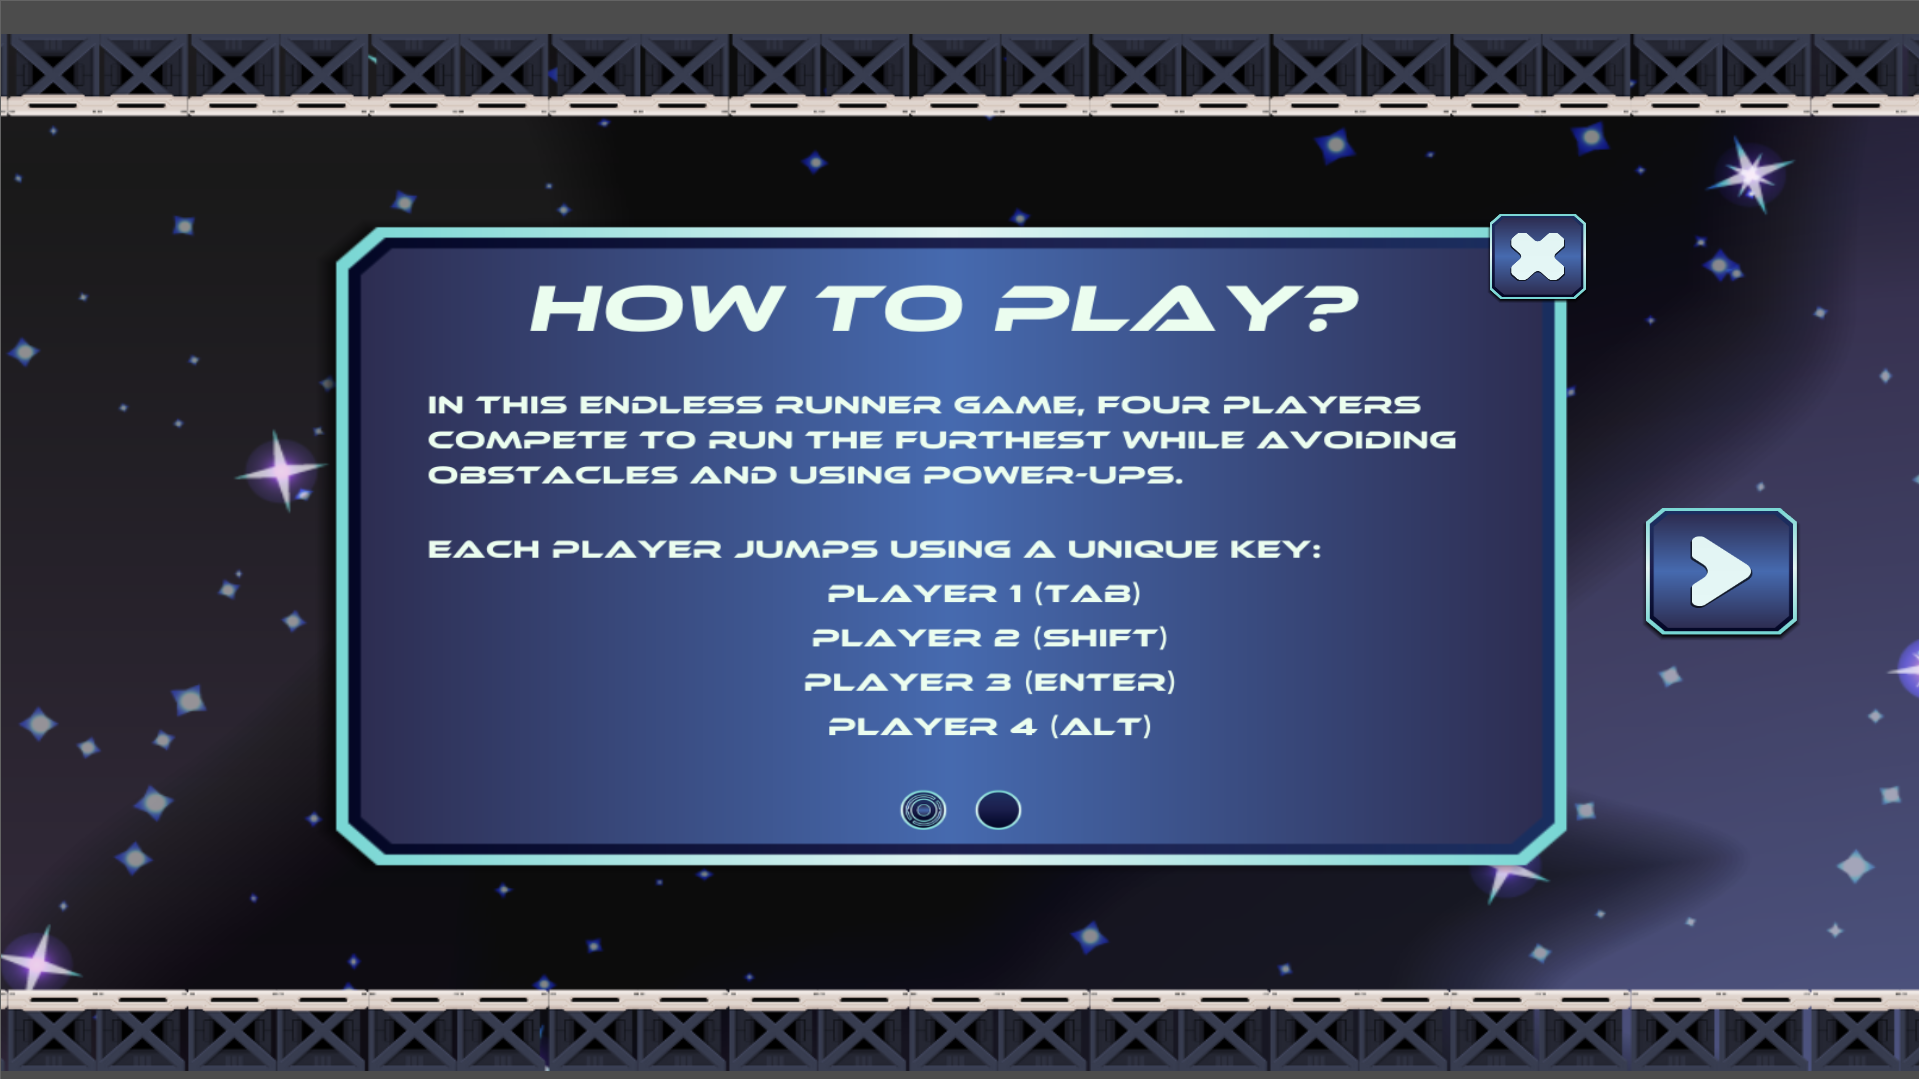 HOW TO PLAY?
IN THIS ENDLESS RUNNER GAME, FOUR PLAYERS
COMPETE TO RUN THE FURTHEST WHILE AVOIDING
OBSTACLES AND USING POWER-UPS.
EACH PLAYER JUMPS USING A UNIQUE KEY:
PLAYER 1 (TAB)
PLAYER 2 (SHIFT)
PLAYER 3 (ENTER)
PLAYER 4 (ALT)